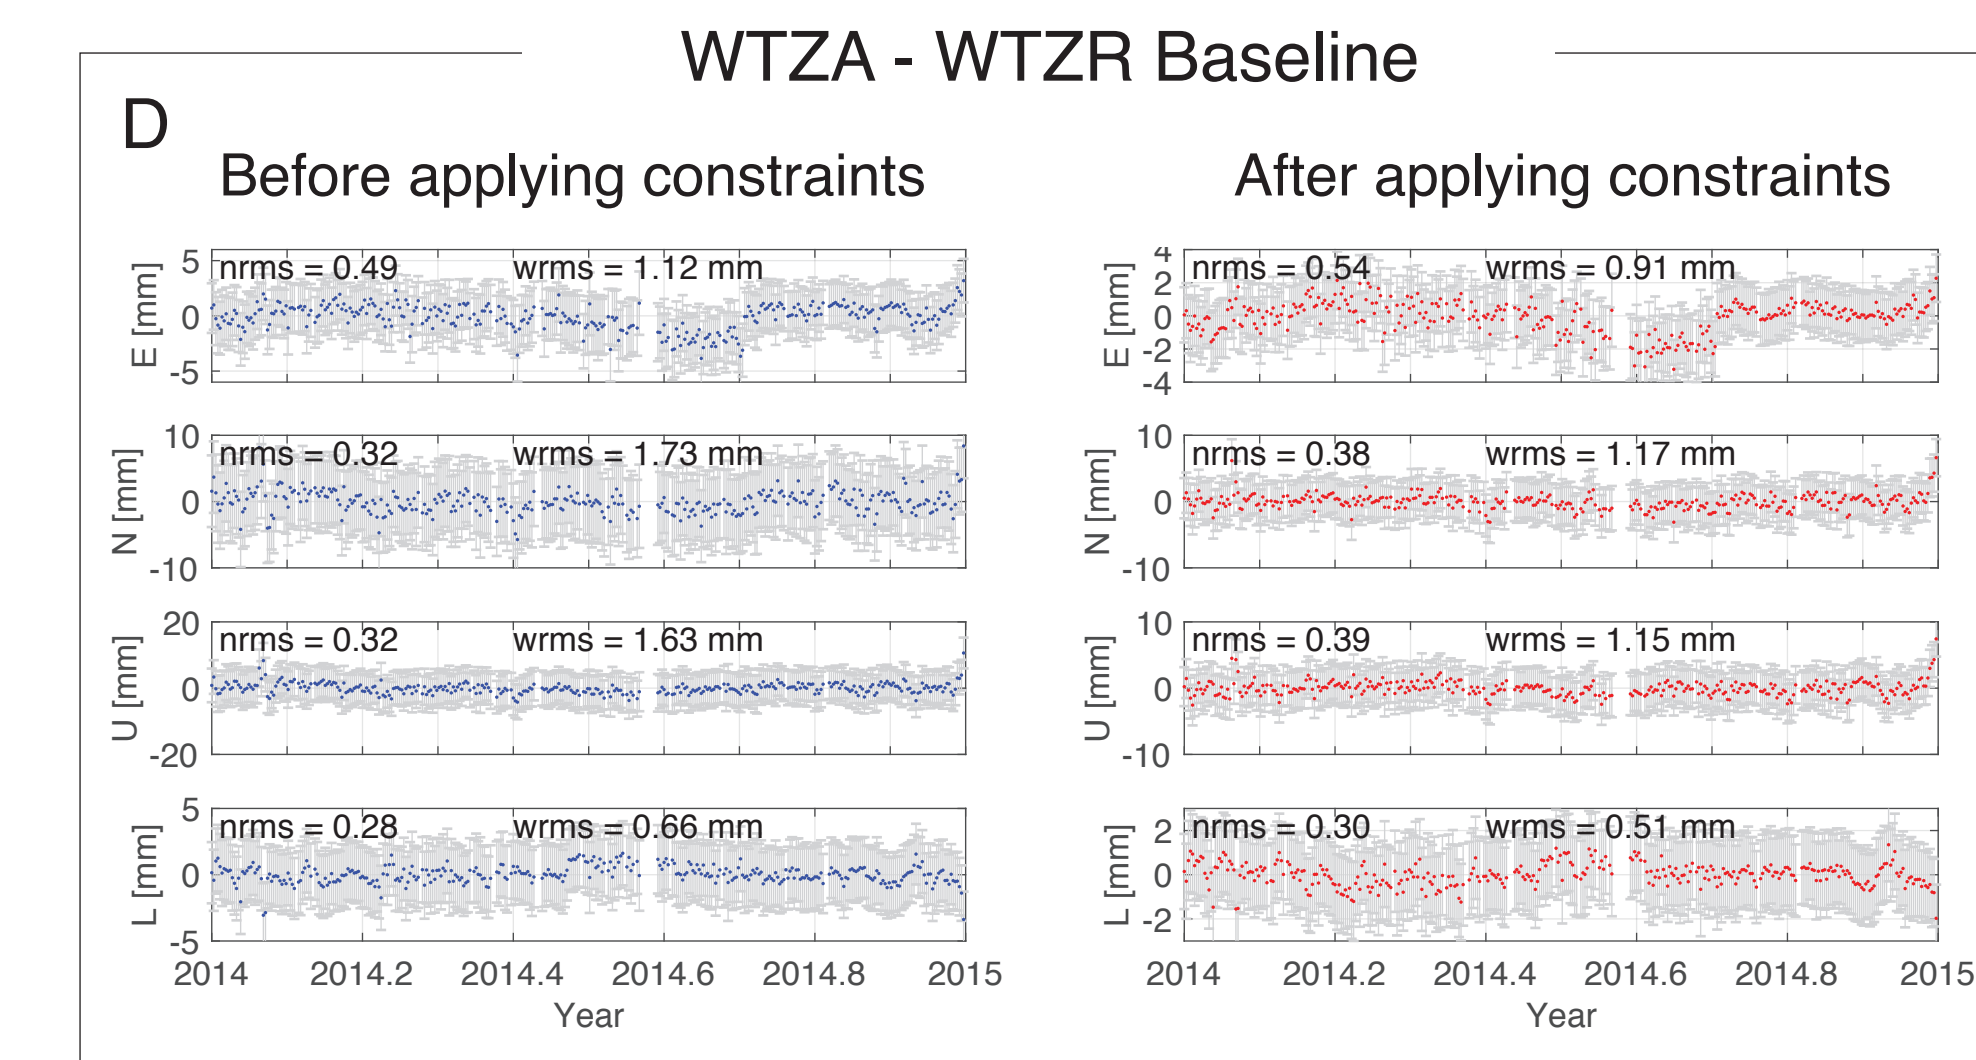 WTZA - WTZR Baseline
D
Before applying constraints
After applying constraints
E [mm]
5
0
-5
nrms = 0.49
wrms = 1.12 mm
N [mm]
10
0
-10
nrms = 0.32
wrms = 1.73 mm
U [mm]
20
0
-20
nrms = 0.32
wrms = 1.63 mm
L [mm]
5
0
-5
nrms = 0.28
wrms = 0.66 mm
2014 2014.2 2014.4 2014.6 2014.8 2015
Year
E [mm]
4
2
0
-2
-4
nrms = 0.54
wrms = 0.91 mm
N [mm]
10
0
-10
nrms = 0.38
wrms = 1.17 mm
U [mm]
10
0
-10
nrms = 0.39
wrms = 1.15 mm
L [mm]
2
0
-2
nrms = 0.30
wrms = 0.51 mm
2014 2014.2 2014.4 2014.6 2014.8 2015
Year